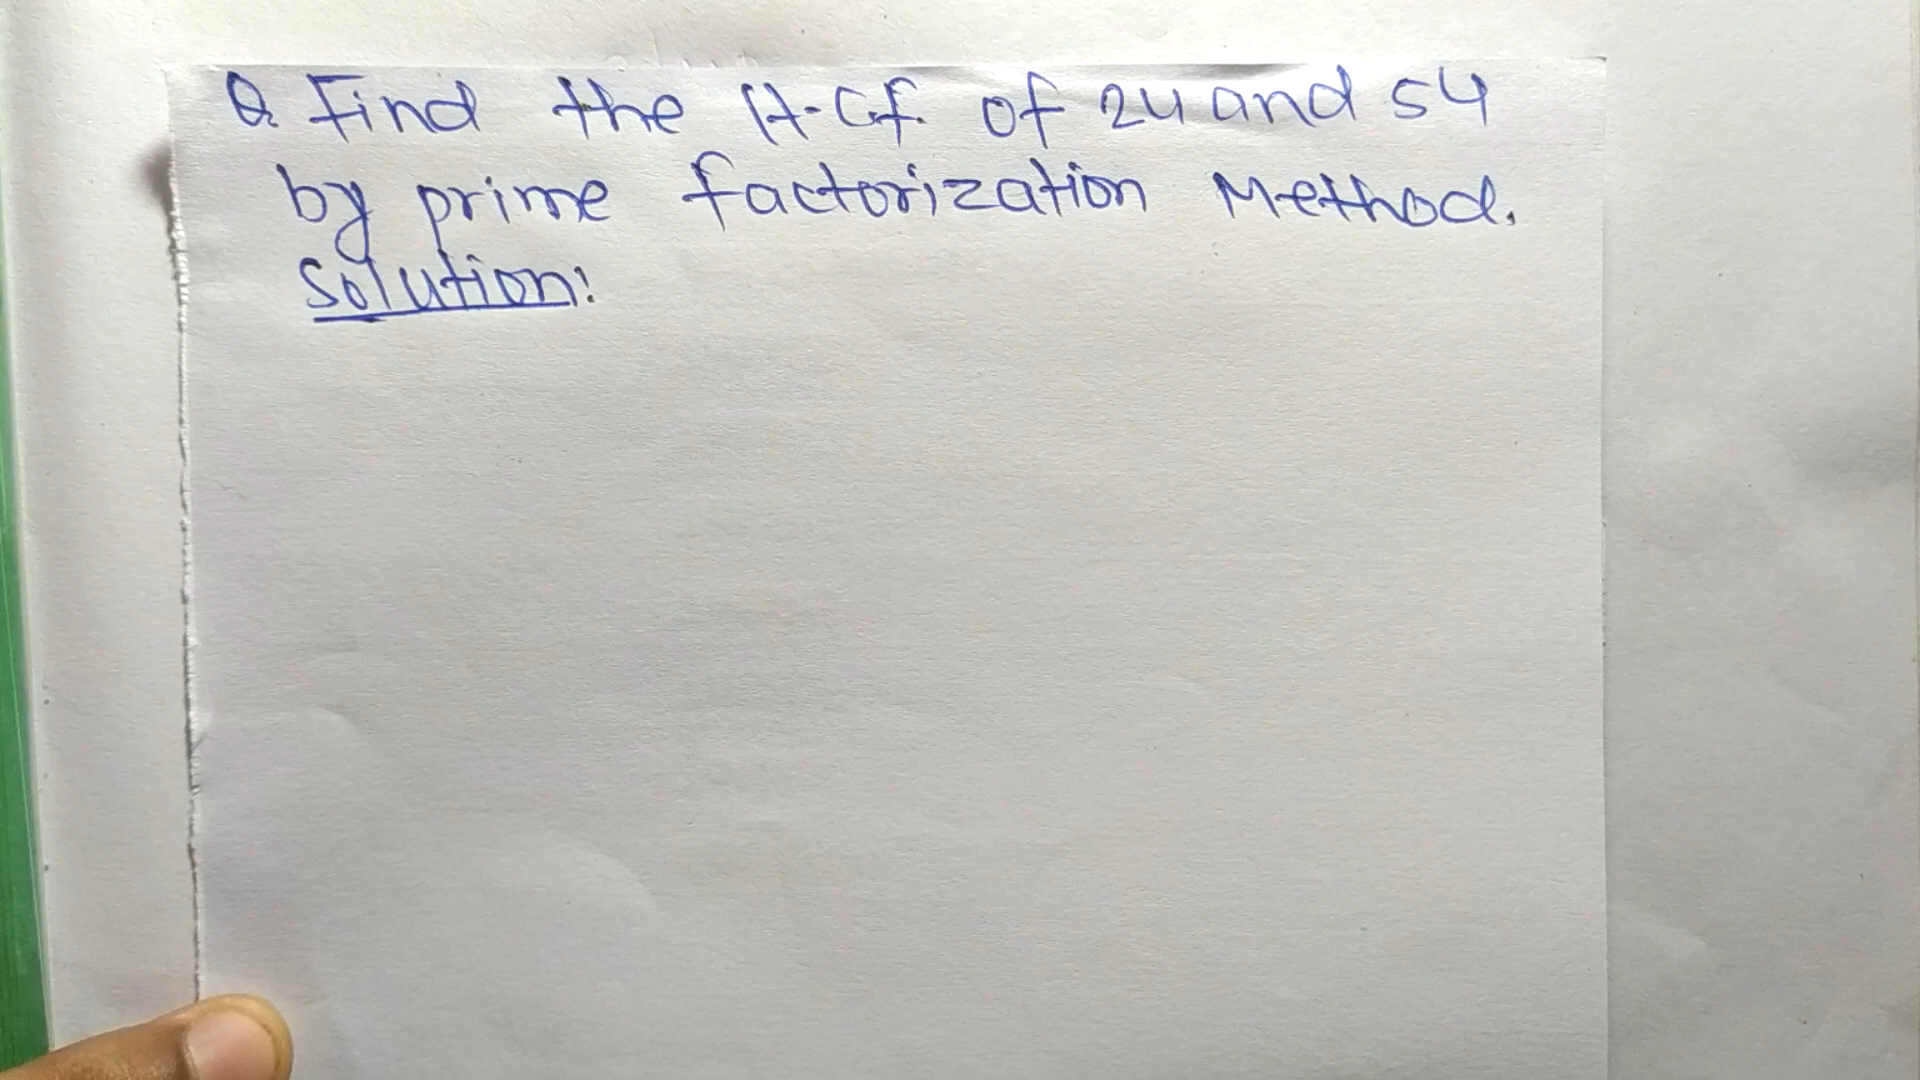 Q. Find the H.C.f. of 24 and 54
by prime factorization Method.
Solution: